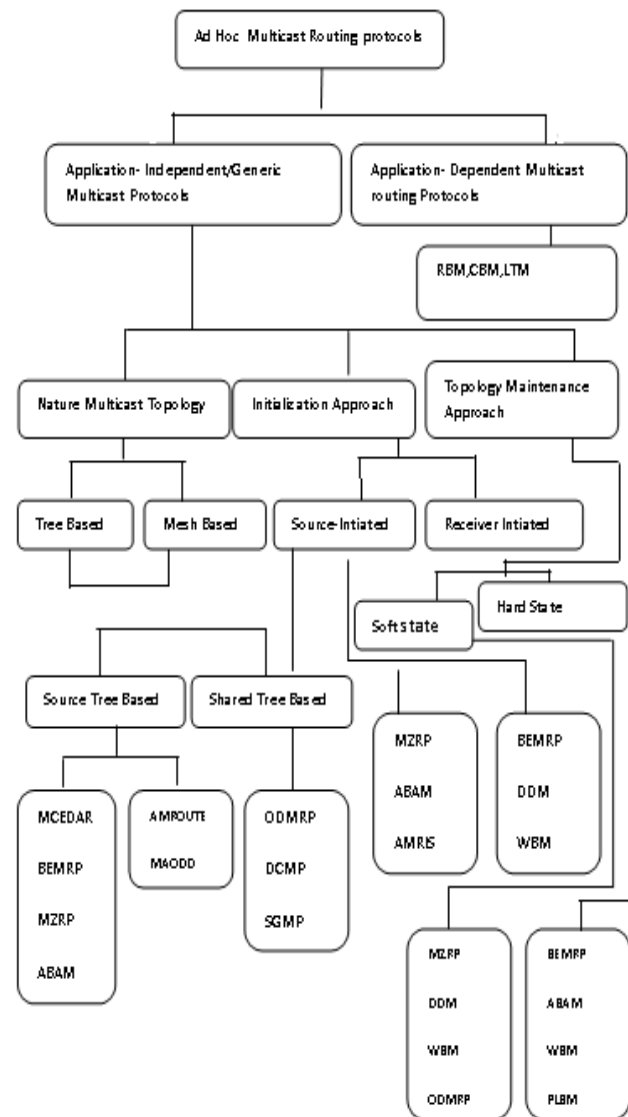 Ad Hoc Multicast Routing protocols
Application- Independent/Generic
Multicast Protocols
Application- Dependent Multicast
routing Protocols
RBM,CBM,LTM
Nature Multicast Topology
Initialization Approach
Topology Maintenance
Approach
Tree Based
Mesh Based
Source-Intiated
Receiver Intiated
Soft state
Hard State
Source Tree Based
Shared Tree Based
MZRP
ABAM
AMRIS
BEMRP
DDM
WBM
MCEDAR
BEMRP
MZRP
ABAM
AMROUTE
MAODD
ODMRP
DCMP
SGMP
MZRP
DDM
WBM
ODMRP
BEMRP
ABAM
WBM
PLBM